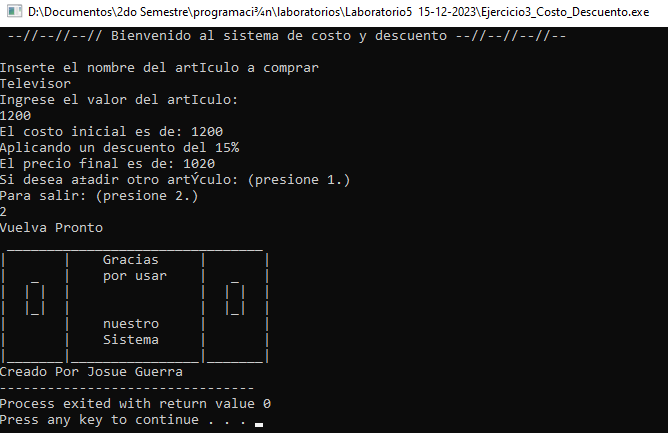 D:\Documents\2do Semestre\programaci¾n\laboratorios\Laboratorio5  15-12-2023\Ejercicio3_Costo_Descuento.exe
--//--//--// Bienvenido al sistema de costo y descuento --//--//--//--
Inserte el nombre del artIculo a comprar
Televisor
Ingrese el valor del artIculo:
1200
El costo inicial es de: 1200
Aplicando un descuento del 15%
El precio final es de: 1020
Si desea a±adir otro artÝculo: (presione 1.)
Para salir: (presione 2.)
2
Vuelva Pronto
Gracias
por usar
nuestro
Sistema
Creado Por Josue Guerra
--------------------------------
Process exited with return value 0
Press any key to continue . . .